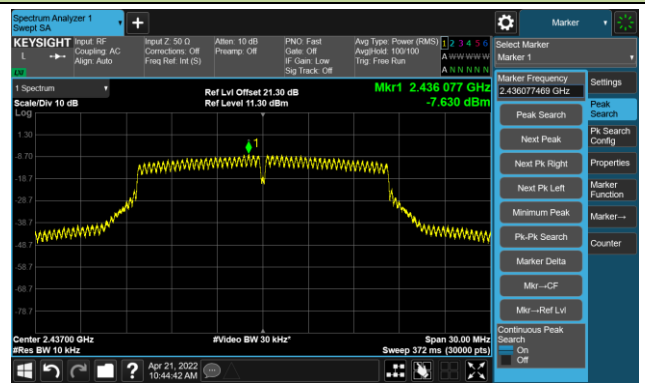 Spectrum Analyzer 1
Swept SA
Marker
KEYSIGHT
L
Input: RF
Coupling: AC
Align: Auto
Input Z: 50 Ω
Corrections: Off
Freq Ref: Int (S)
Atten: 10 dB
Preamp: Off
PNO: Fast
Gate: Off
IF Gain: Low
Sig Track: Off
Avg Type: Power (RMS)
Avg|Hold: 100/100
Trig: Free Run
1 2 3 4 5 6
A W W W W W
A N N N N N
Select Marker
Marker 1
1 Spectrum
Scale/Div 10 dB
Log
Ref Lvl Offset 21.30 dB
Ref Level 11.30 dBm
Mkr1 2.436 077 GHz
-7.630 dBm
1
1.30
-8.70
-18.7
-28.7
-38.7
-48.7
-58.7
-68.7
-78.7
Center 2.43700 GHz
#Res BW 10 kHz
#Video BW 30 kHz*
Span 30.00 MHz
Sweep 372 ms (30000 pts)
Marker Frequency
2.436077469 GHz
Peak Search
Next Peak
Next Pk Right
Next Pk Left
Minimum Peak
Pk-Pk Search
Marker Delta
Mkr→CF
Mkr→Ref Lvl
Continuous Peak
Search
On
Off
Settings
Peak
Search
Pk Search
Config
Properties
Marker
Function
Marker→
Counter
?
Apr 21, 2022
10:44:42 AM